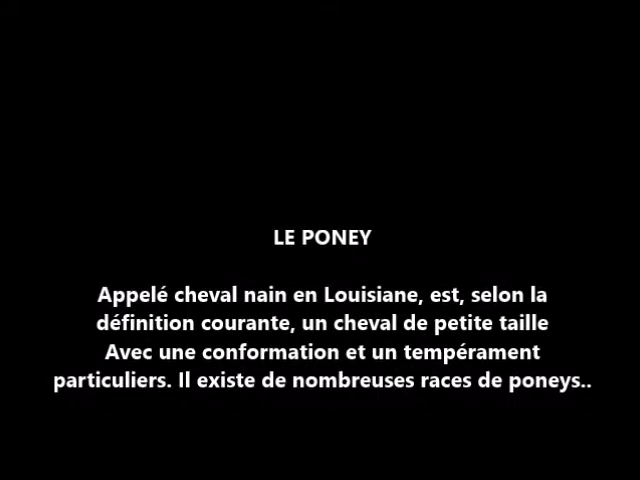 LE PONEY
Appelé cheval nain en Louisiane, est, selon la
définition courante, un cheval de petite taille
Avec une conformation et un tempérament
particuliers. Il existe de nombreuses races de poneys..